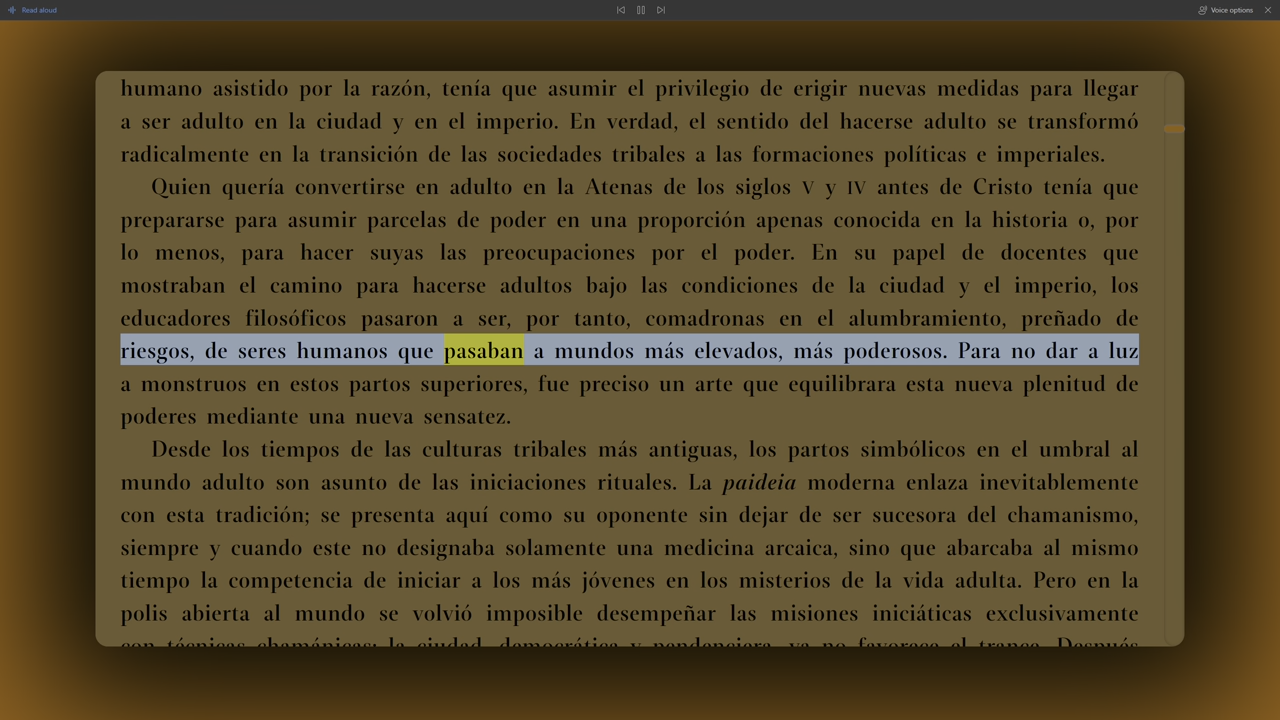 Read aloud
Voice options
humano asistido por la razón, tenía que asumir el privilegio de erigir nuevas medidas para llegar
a ser adulto en la ciudad y en el imperio. En verdad, el sentido del hacerse adulto se transformó
radicalmente en la transición de las sociedades tribales a las formaciones políticas e imperiales.
Quien quería convertirse en adulto en la Atenas de los siglos V y IV antes de Cristo tenía que
prepararse para asumir parcelas de poder en una proporción apenas conocida en la historia o, por
lo menos, para hacer suyas las preocupaciones por el poder. En su papel de docentes que
mostraban el camino para hacerse adultos bajo las condiciones de la ciudad y el imperio, los
educadores filosóficos pasaron a ser, por tanto, comadronas en el alumbramiento, preñado de
riesgos, de seres humanos que pasaban a mundos más elevados, más poderosos. Para no dar a luz
a monstruos en estos partos superiores, fue preciso un arte que equilibrara esta nueva plenitud de
poderes mediante una nueva sensatez.
Desde los tiempos de las culturas tribales más antiguas, los partos simbólicos en el umbral al
mundo adulto son asunto de las iniciaciones rituales. La paideia moderna enlaza inevitablemente
con esta tradición; se presenta aquí como su oponente sin dejar de ser sucesora del chamanismo,
siempre y cuando este no designaba solamente una medicina arcaica, sino que abarcaba al mismo
tiempo la competencia de iniciar a los más jóvenes en los misterios de la vida adulta. Pero en la
polis abierta al mundo se volvió imposible desempeñar las misiones iniciáticas exclusivamente
con técnicas chamánicas; la ciudad, democrática y pendenciera, ya no favorece el trance. Después